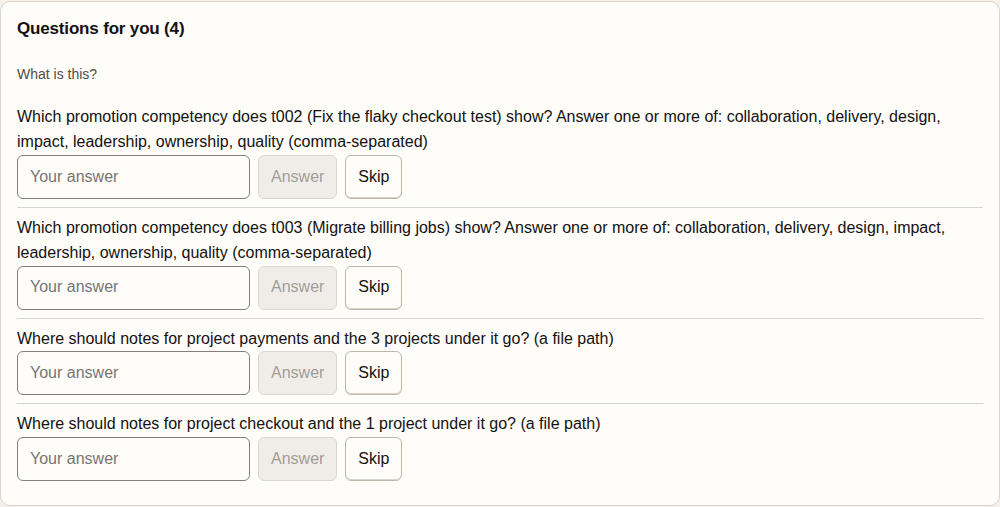 Questions for you (4)
What is this?
Which promotion competency does t002 (Fix the flaky checkout test) show? Answer one or more of: collaboration, delivery, design,
impact, leadership, ownership, quality (comma-separated)
Your answer Answer Skip
Which promotion competency does t003 (Migrate billing jobs) show? Answer one or more of: collaboration, delivery, design, impact,
leadership, ownership, quality (comma-separated)
Your answer Answer Skip
Where should notes for project payments and the 3 projects under it go? (a file path)
Your answer Answer Skip
Where should notes for project checkout and the 1 project under it go? (a file path)
Your answer Answer Skip